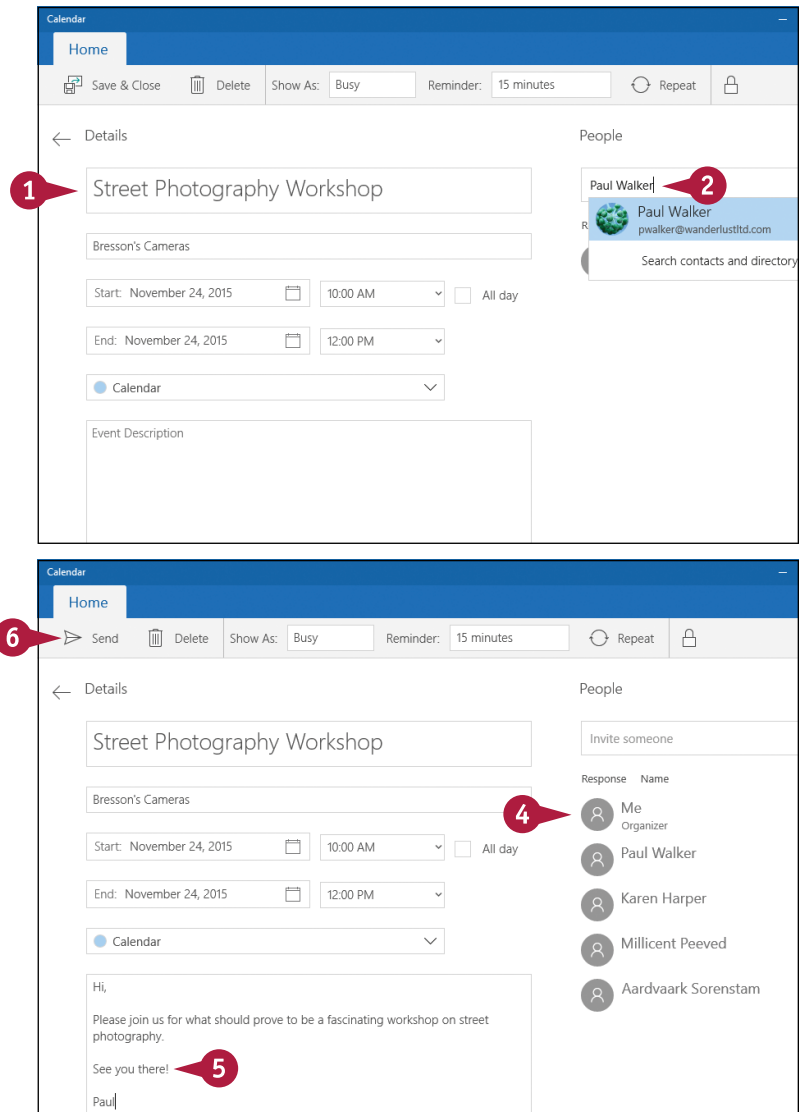 Calendar
Home
Save & Close Delete Show As: Busy Reminder: 15 minutes Repeat
Details
People
1
Street Photography Workshop
Paul Walker
2
Paul Walker
pwalker@wanderlustltd.com
R
Search contacts and directory
Bresson's Cameras
Start: November 24, 2015 10:00 AM All day
End: November 24, 2015 12:00 PM
Calendar
Event Description
Calendar
Home
6
Send Delete Show As: Busy Reminder: 15 minutes Repeat
Details
People
Street Photography Workshop
Invite someone
Response Name
Bresson's Cameras
4
Me
Organizer
Start: November 24, 2015 10:00 AM All day
Paul Walker
End: November 24, 2015 12:00 PM
Karen Harper
Calendar
Millicent Peeved
Aardvaark Sorenstam
Hi,
Please join us for what should prove to be a fascinating workshop on street
photography.
See you there!
5
Paul